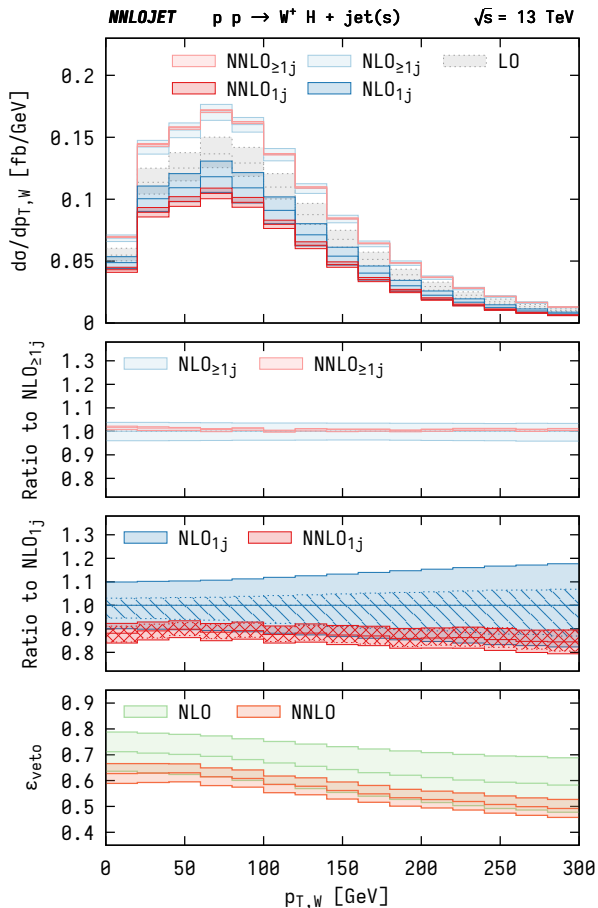 NNLOJET p p → W⁺ H + jet(s) √s = 13 TeV
NNLO≥1j NLO≥1j LO
NNLO1j NLO1j
dσ/dpT,W [fb/GeV]
0.2
0.15
0.1
0.05
0
NLO≥1j NNLO≥1j
Ratio to NLO≥1j
1.3
1.2
1.1
1.0
0.9
0.8
NLO1j NNLO1j
Ratio to NLO1j
1.3
1.2
1.1
1.0
0.9
0.8
NLO NNLO
εveto
0.9
0.8
0.7
0.6
0.5
0.4
0 50 100 150 200 250 300
pT,W [GeV]